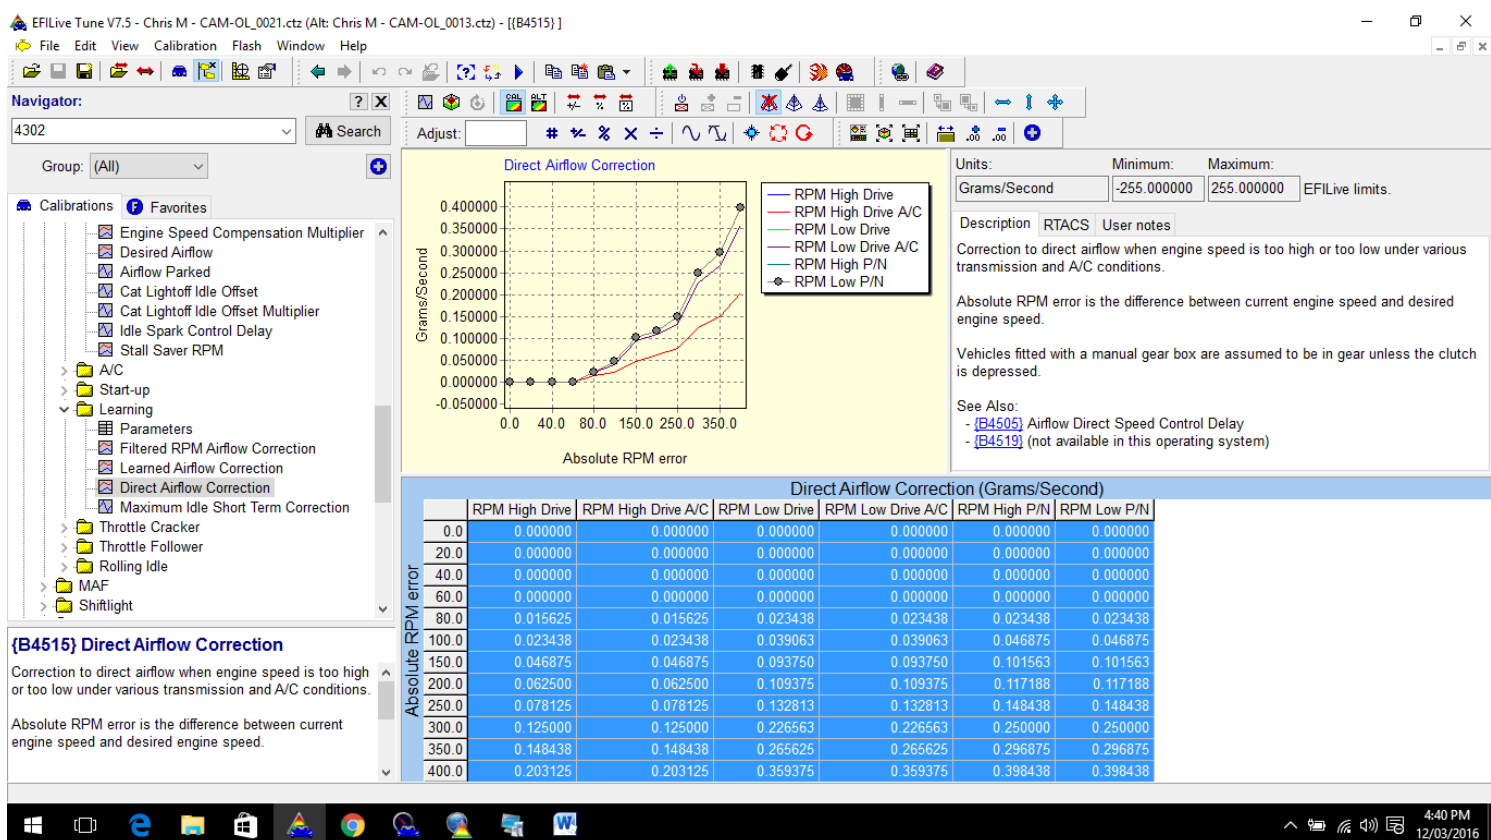 EFILive Tune V7.5 - Chris M - CAM-OL_0021.ctz (Alt: Chris M - CAM-OL_0013.ctz) - [{B4515} ]
File Edit View Calibration Flash Window Help
Navigator:
? X
4302
Search
Group: (All)
Calibrations
F Favorites
Engine Speed Compensation Multiplier
Desired Airflow
Airflow Parked
Cat Lightoff Idle Offset
Cat Lightoff Idle Offset Multiplier
Idle Spark Control Delay
Stall Saver RPM
A/C
Start-up
Learning
Parameters
Filtered RPM Airflow Correction
Learned Airflow Correction
Direct Airflow Correction
Maximum Idle Short Term Correction
Throttle Cracker
Throttle Follower
Rolling Idle
MAF
Shiftlight
{B4515} Direct Airflow Correction
Correction to direct airflow when engine speed is too high
or too low under various transmission and A/C conditions.
Absolute RPM error is the difference between current
engine speed and desired engine speed.
CAL ALT
Adjust:
# % X ÷
.00 .00
Direct Airflow Correction
0.400000
0.350000
0.300000
0.250000
0.200000
0.150000
0.100000
0.050000
0.000000
-0.050000
Grams/Second
0.0 40.0 80.0 150.0 250.0 350.0
Absolute RPM error
RPM High Drive
RPM High Drive A/C
RPM Low Drive
RPM Low Drive A/C
RPM High P/N
RPM Low P/N
Units: Minimum: Maximum:
Grams/Second -255.000000 255.000000 EFILive limits.
Description RTACS User notes
Correction to direct airflow when engine speed is too high or too low under various
transmission and A/C conditions.
Absolute RPM error is the difference between current engine speed and desired
engine speed.
Vehicles fitted with a manual gear box are assumed to be in gear unless the clutch
is depressed.
See Also:
- {B4505} Airflow Direct Speed Control Delay
- {B4519} (not available in this operating system)
Direct Airflow Correction (Grams/Second)
RPM High Drive RPM High Drive A/C RPM Low Drive RPM Low Drive A/C RPM High P/N RPM Low P/N
Absolute RPM error
0.0 0.000000 0.000000 0.000000 0.000000 0.000000 0.000000
20.0 0.000000 0.000000 0.000000 0.000000 0.000000 0.000000
40.0 0.000000 0.000000 0.000000 0.000000 0.000000 0.000000
60.0 0.000000 0.000000 0.000000 0.000000 0.000000 0.000000
80.0 0.015625 0.015625 0.023438 0.023438 0.023438 0.023438
100.0 0.023438 0.023438 0.039063 0.039063 0.046875 0.046875
150.0 0.046875 0.046875 0.093750 0.093750 0.101563 0.101563
200.0 0.062500 0.062500 0.109375 0.109375 0.117188 0.117188
250.0 0.078125 0.078125 0.132813 0.132813 0.148438 0.148438
300.0 0.125000 0.125000 0.226563 0.226563 0.250000 0.250000
350.0 0.148438 0.148438 0.265625 0.265625 0.296875 0.296875
400.0 0.203125 0.203125 0.359375 0.359375 0.398438 0.398438
4:40 PM
12/03/2016